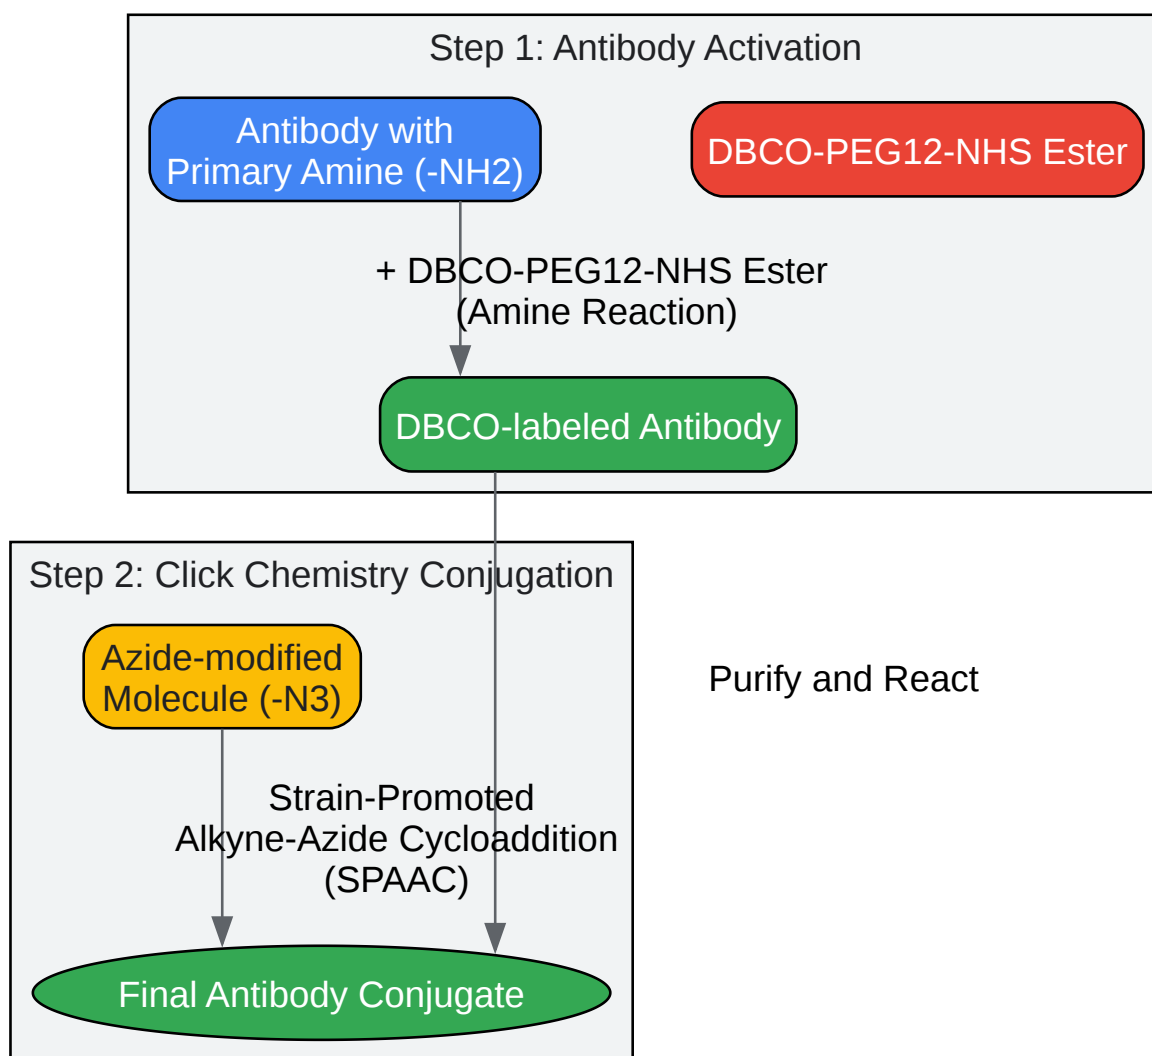 Step 1: Antibody Activation
Antibody with
Primary Amine (-NH2)
DBCO-PEG12-NHS Ester
+ DBCO-PEG12-NHS Ester
(Amine Reaction)
DBCO-labeled Antibody
Step 2: Click Chemistry Conjugation
Azide-modified
Molecule (-N3)
Purify and React
Strain-Promoted
Alkyne-Azide Cycloaddition
(SPAAC)
Final Antibody Conjugate